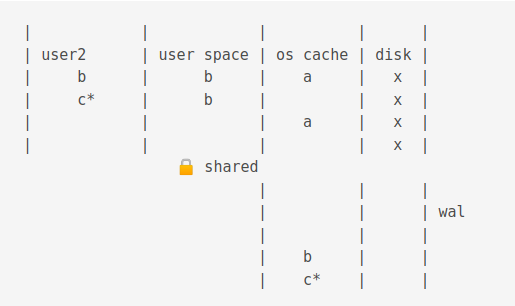 |            |            |          |      |
| user2      | user space | os cache | disk |
|     b      |      b     |    a     |   x  |
|     c*     |      b     |          |   x  |
|            |            |    a     |   x  |
|            |            |          |   x  |
🔒 shared
|          |      |
|          |      | wal
|          |      |
|    b     |      |
|    c*    |      |